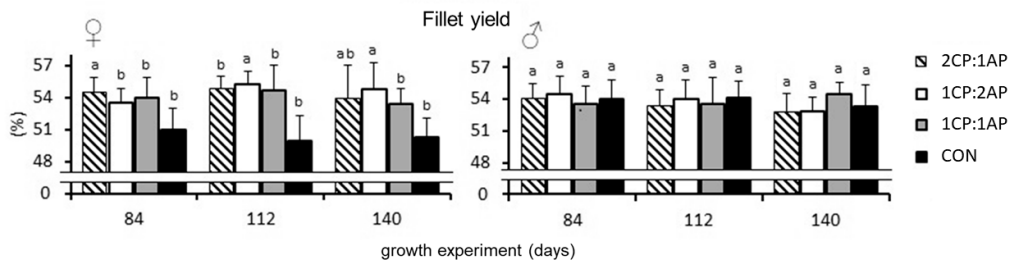 Fillet yield
♀
57
54
51
48
0
(%)
a b a b
b a b b
ab a b b
84 112 140
♂
57
54
51
48
0
a a a a
a a a a
a a a a
84 112 140
growth experiment (days)
2CP:1AP
1CP:2AP
1CP:1AP
CON